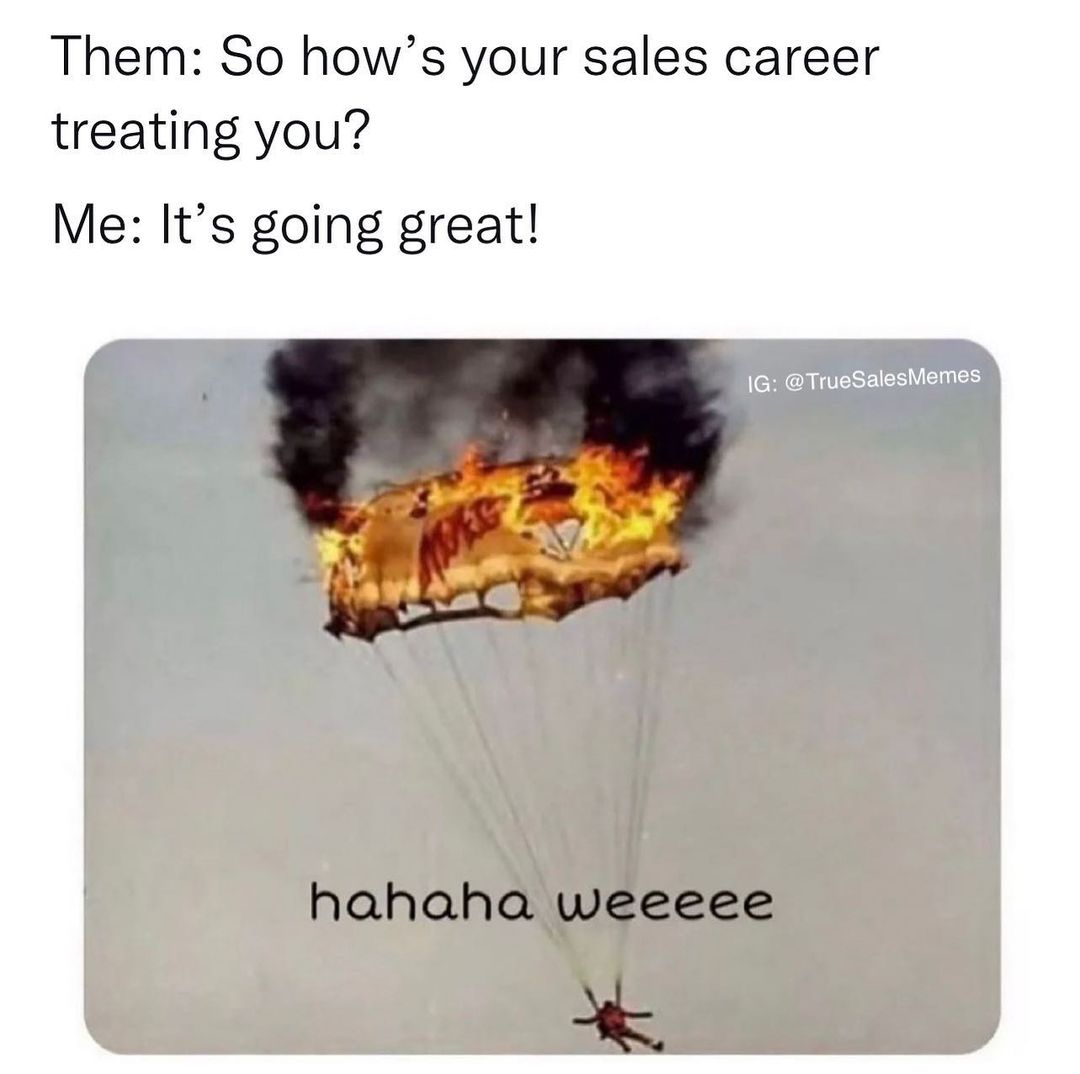 Them: So how’s your sales career
treating you?
Me: It’s going great!
IG: @TrueSalesMemes
hahaha weeeee